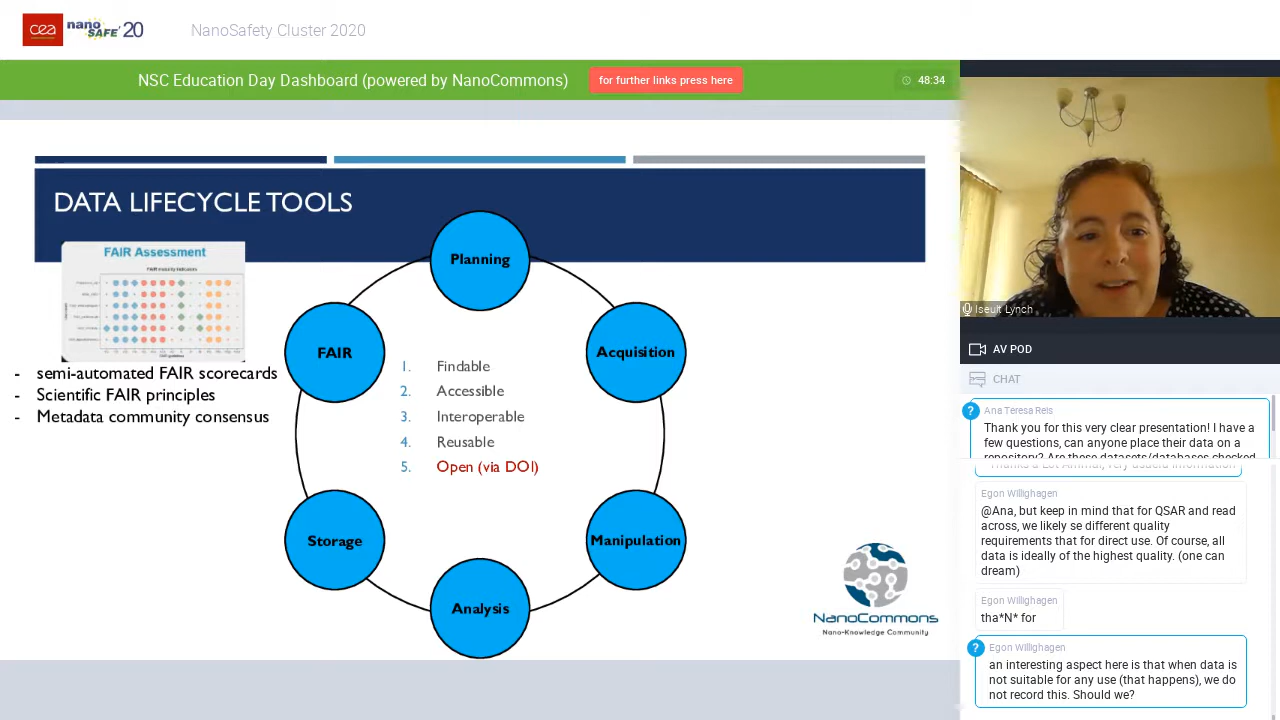 cea nano SAFE' 20
NanoSafety Cluster 2020
NSC Education Day Dashboard (powered by NanoCommons)
for further links press here
48:34
DATA LIFECYCLE TOOLS
FAIR Assessment
FAIR maturity indicators
- semi-automated FAIR scorecards
- Scientific FAIR principles
- Metadata community consensus
Planning
Acquisition
Manipulation
Analysis
Storage
FAIR
1. Findable
2. Accessible
3. Interoperable
4. Reusable
5. Open (via DOI)
NanoCommons
Nano-Knowledge Community
Iseult Lynch
AV POD
CHAT
?
Ana Teresa Reis
Thank you for this very clear presentation! I have a
few questions, can anyone place their data on a
repository? Are these datasets/databases checked
Egon Willighagen
@Ana, but keep in mind that for QSAR and read
across, we likely se different quality
requirements that for direct use. Of course, all
data is ideally of the highest quality. (one can
dream)
Egon Willighagen
tha*N* for
?
Egon Willighagen
an interesting aspect here is that when data is
not suitable for any use (that happens), we do
not record this. Should we?